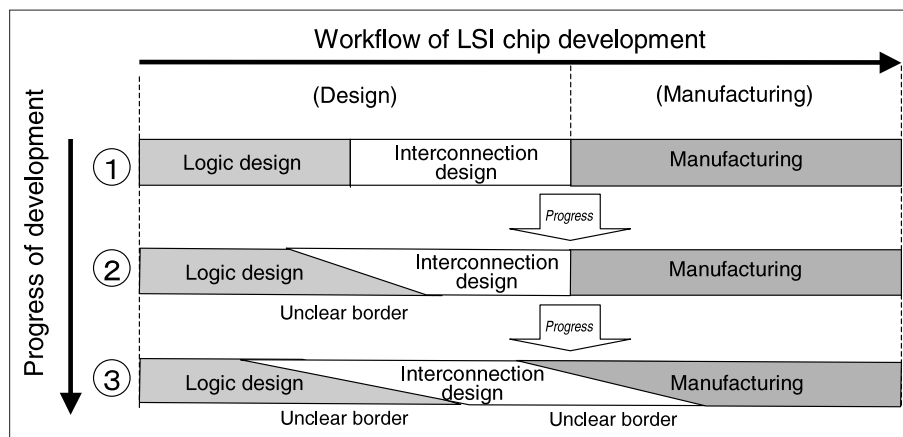 Workflow of LSI chip development
(Design)
(Manufacturing)
Progress of development
①
Logic design
Interconnection
design
Manufacturing
Progress
②
Logic design
Interconnection
design
Manufacturing
Unclear border
Progress
③
Logic design
Interconnection
design
Manufacturing
Unclear border
Unclear border